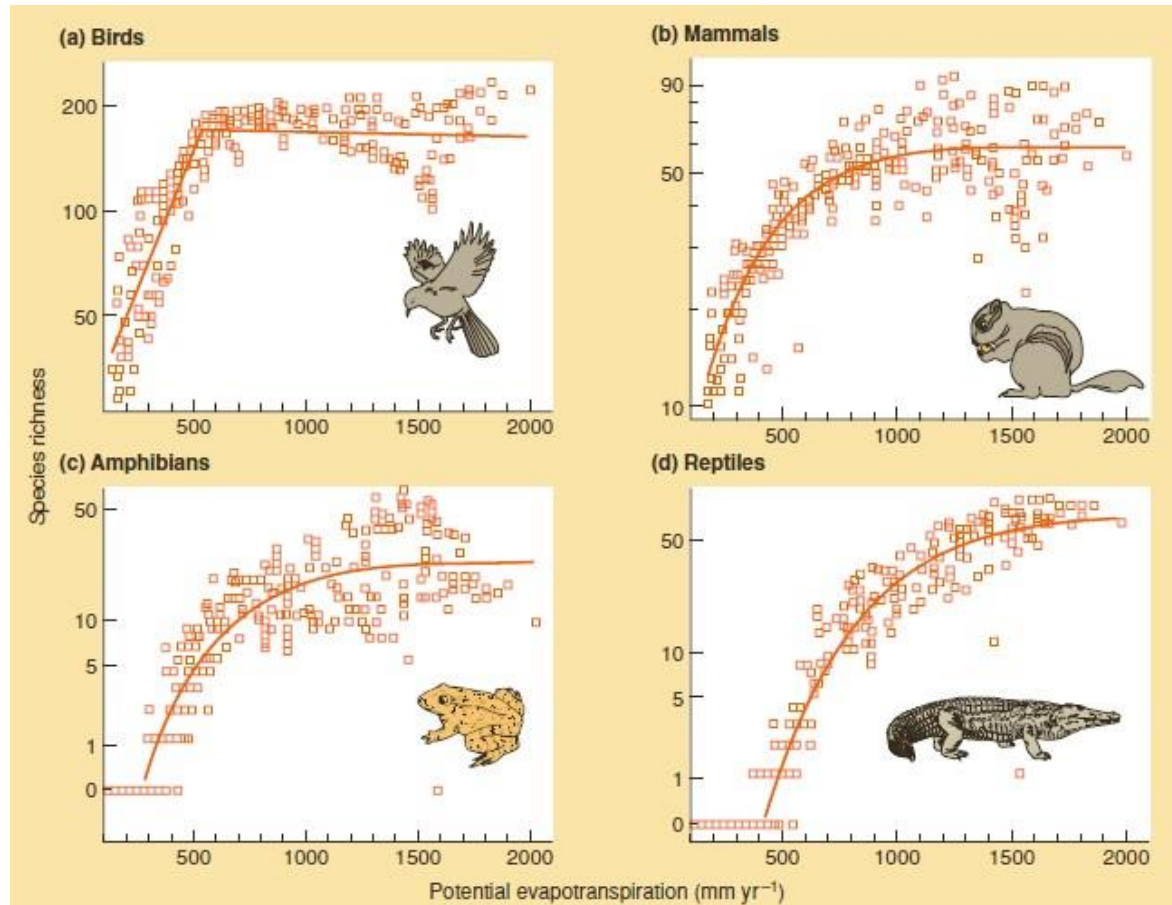 (a) Birds
200
100
50
500 1000 1500 2000
(b) Mammals
90
50
10
500 1000 1500 2000
Species richness
(c) Amphibians
50
10
5
1
0
500 1000 1500 2000
(d) Reptiles
50
10
5
1
0
500 1000 1500 2000
Potential evapotranspiration (mm yr⁻¹)